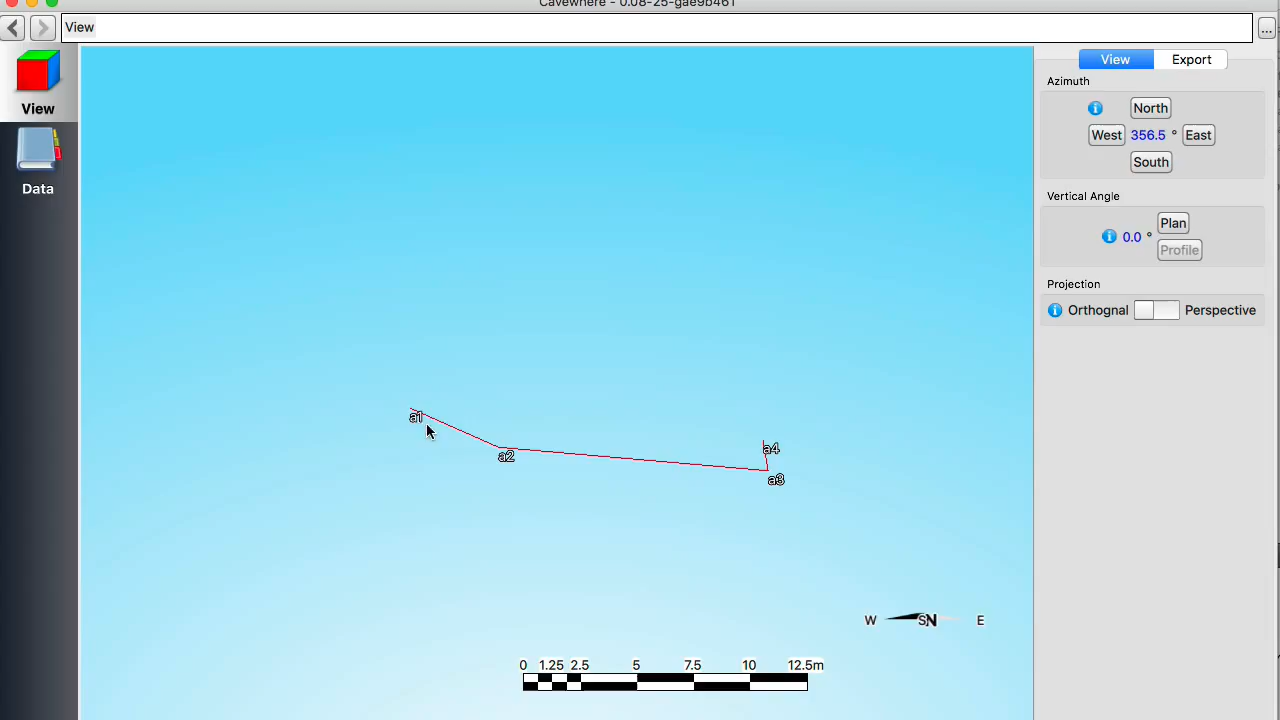 Cavewhere - 0.08-25-gae9b461
View
View
Data
View Export
Azimuth
North
West 356.5 ° East
South
Vertical Angle
Plan
0.0 °
Profile
Projection
Orthognal Perspective
a1
a2
a4
a3
W S N E
0 1.25 2.5 5 7.5 10 12.5m
...